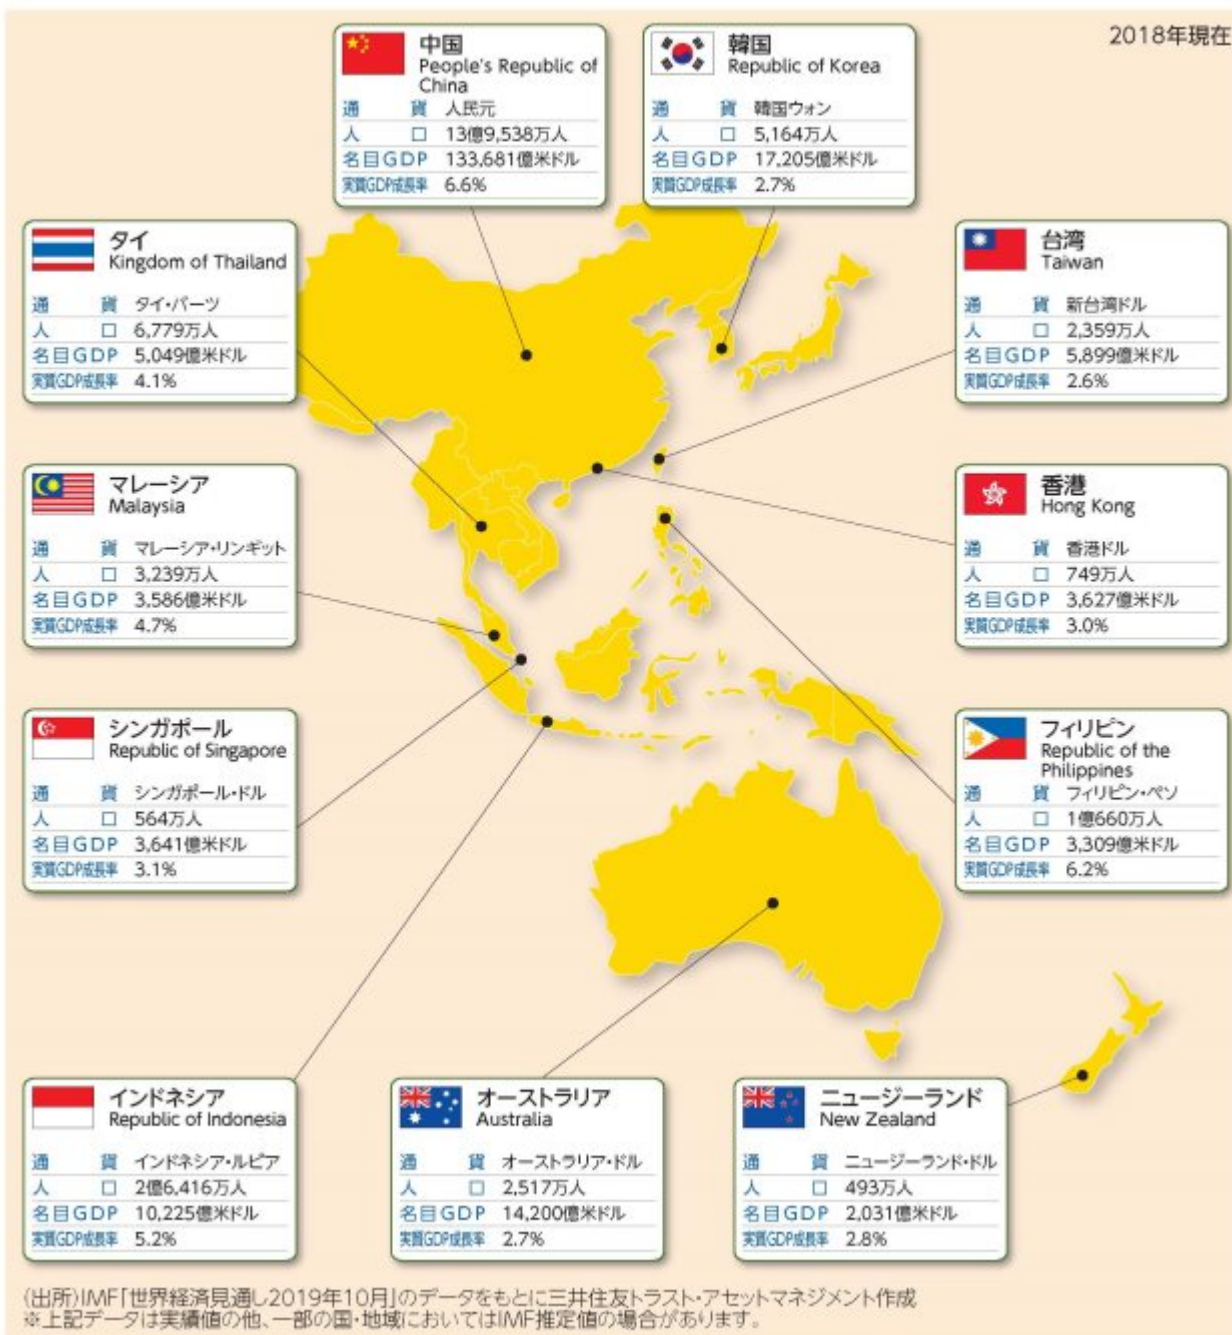 2018年現在
中国
People's Republic of
China
通貨 人民元
人口 13億9,538万人
名目GDP 133,681億米ドル
実質GDP成長率 6.6%
韓国
Republic of Korea
通貨 韓国ウォン
人口 5,164万人
名目GDP 17,205億米ドル
実質GDP成長率 2.7%
タイ
Kingdom of Thailand
通貨 タイ・バーツ
人口 6,779万人
名目GDP 5,049億米ドル
実質GDP成長率 4.1%
台湾
Taiwan
通貨 新台湾ドル
人口 2,359万人
名目GDP 5,899億米ドル
実質GDP成長率 2.6%
マレーシア
Malaysia
通貨 マレーシア・リンギット
人口 3,239万人
名目GDP 3,586億米ドル
実質GDP成長率 4.7%
香港
Hong Kong
通貨 香港ドル
人口 749万人
名目GDP 3,627億米ドル
実質GDP成長率 3.0%
シンガポール
Republic of Singapore
通貨 シンガポール・ドル
人口 564万人
名目GDP 3,641億米ドル
実質GDP成長率 3.1%
フィリピン
Republic of the
Philippines
通貨 フィリピン・ペソ
人口 1億660万人
名目GDP 3,309億米ドル
実質GDP成長率 6.2%
インドネシア
Republic of Indonesia
通貨 インドネシア・ルピア
人口 2億6,416万人
名目GDP 10,225億米ドル
実質GDP成長率 5.2%
オーストラリア
Australia
通貨 オーストラリア・ドル
人口 2,517万人
名目GDP 14,200億米ドル
実質GDP成長率 2.7%
ニュージーランド
New Zealand
通貨 ニュージーランド・ドル
人口 493万人
名目GDP 2,031億米ドル
実質GDP成長率 2.8%
(出所)IMF「世界経済見通し2019年10月」のデータをもとに三井住友トラスト・アセットマネジメント作成
※上記データは実績値の他、一部の国・地域においてはIMF推定値の場合があります。